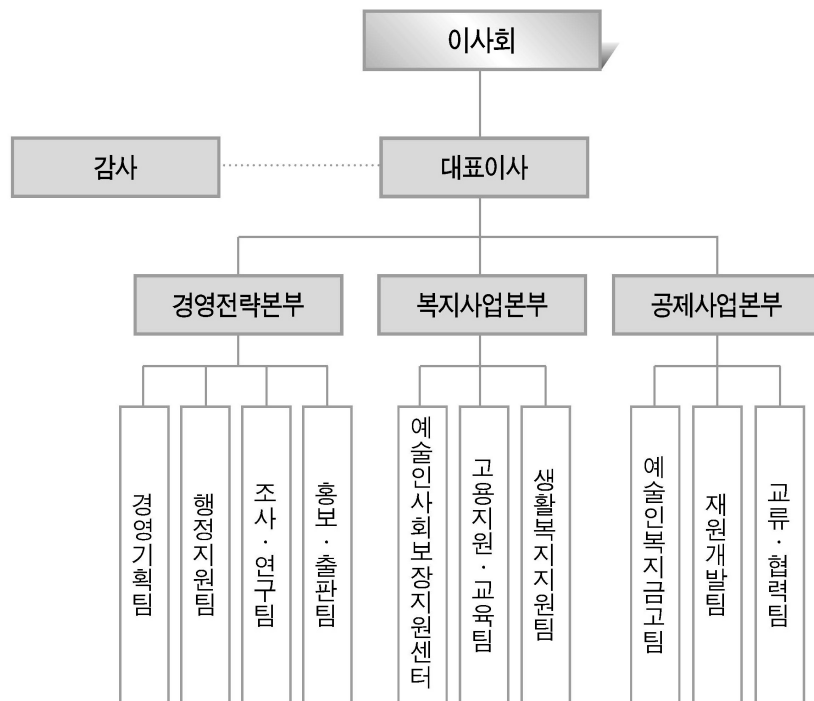 이사회
감사
대표이사
경영전략본부
복지사업본부
공제사업본부
경영기획팀
행정지원팀
조사·연구팀
홍보·출판팀
예술인사회보장지원센터
고용지원·교육팀
생활복지지원팀
예술인복지금고팀
재원개발팀
교류·협력팀